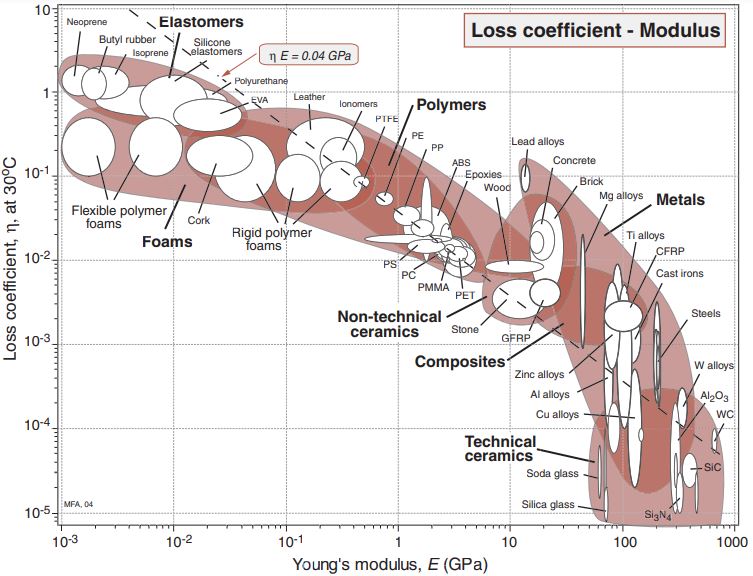 Loss coefficient - Modulus
10
1
10-1
10-2
10-3
10-4
10-5
Loss coefficient, η, at 30°C
Neoprene
Elastomers
Butyl rubber
Isoprene
Silicone
elastomers
η E = 0.04 GPa
Polyurethane
EVA
Leather
Ionomers
Polymers
PTFE
PE
PP
ABS
Epoxies
Wood
Lead alloys
Concrete
Brick
Mg alloys
Metals
Ti alloys
CFRP
Cast irons
Steels
W alloys
Al2O3
WC
SiC
Si3N4
Flexible polymer
foams
Foams
Cork
Rigid polymer
foams
PS
PC
PMMA
PET
Non-technical
ceramics
Stone
GFRP
Composites
Zinc alloys
Al alloys
Cu alloys
Technical
ceramics
Soda glass
Silica glass
MFA, 04
10-3
10-2
10-1
1
10
100
1000
Young's modulus, E (GPa)